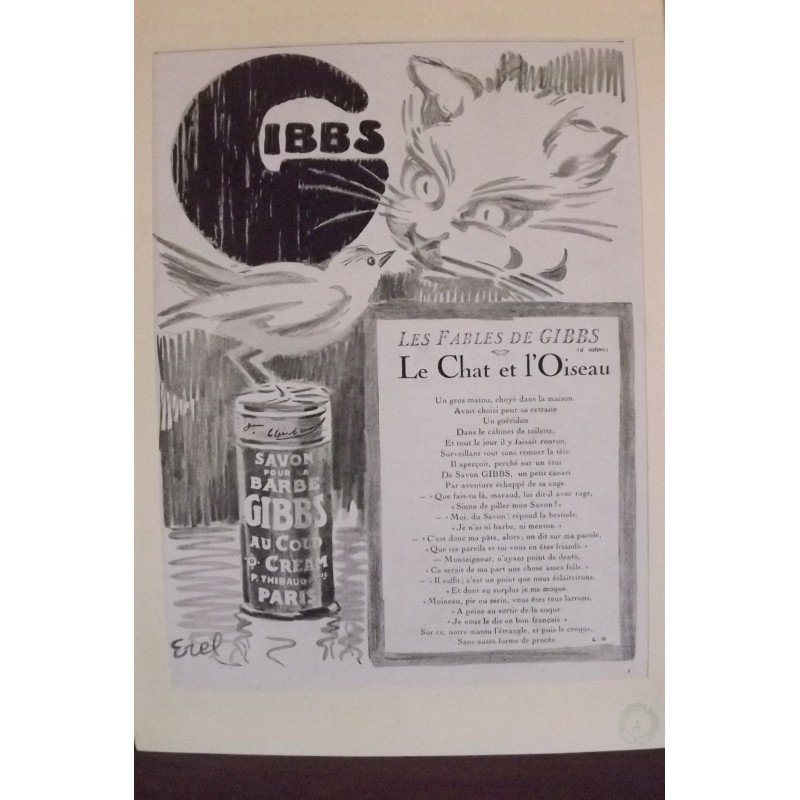 GIBBS
LES FABLES DE GIBBS
(à suivre)
Le Chat et l'Oiseau
Un gros matou, choyé dans la maison,
Avait choisi pour sa retraite
Un guéridon
Dans le cabinet de toilette,
Et tout le jour il y faisait ronron,
Surveillant tout sans remuer la tête.
Il aperçoit, perché sur un étui
De Savon GIBBS, un petit canari
Par aventure échappé de sa cage.
— « Que fais-tu là, maraud, lui dit-il avec rage,
« Sinon de piller mon Savon?»
— « Moi, du Savon! répond la bestiole,
« Je n'ai ni barbe, ni menton. »
— « C'est donc ma pâte, alors; on dit sur ma parole,
« Que tes pareils et toi vous en êtes friands. »
— Monseigneur, n'ayant point de dents,
« Ce serait de ma part une chose assez folle. »
— « Il suffit; c'est un point que nous éclaircirons,
« Et dont au surplus je me moque.
« Moineau, pie ou serin, vous êtes tous larrons,
« A peine au sortir de la coque.
« Je vous le dis en bon français. »
Sur ce, notre matou l'étrangle, et puis le croque,
Sans autre forme de procès.
L. G
SAVON
POUR LA
BARBE
GIBBS
AU COLD
CREAM
P. THIBAUD
PARIS
Erel